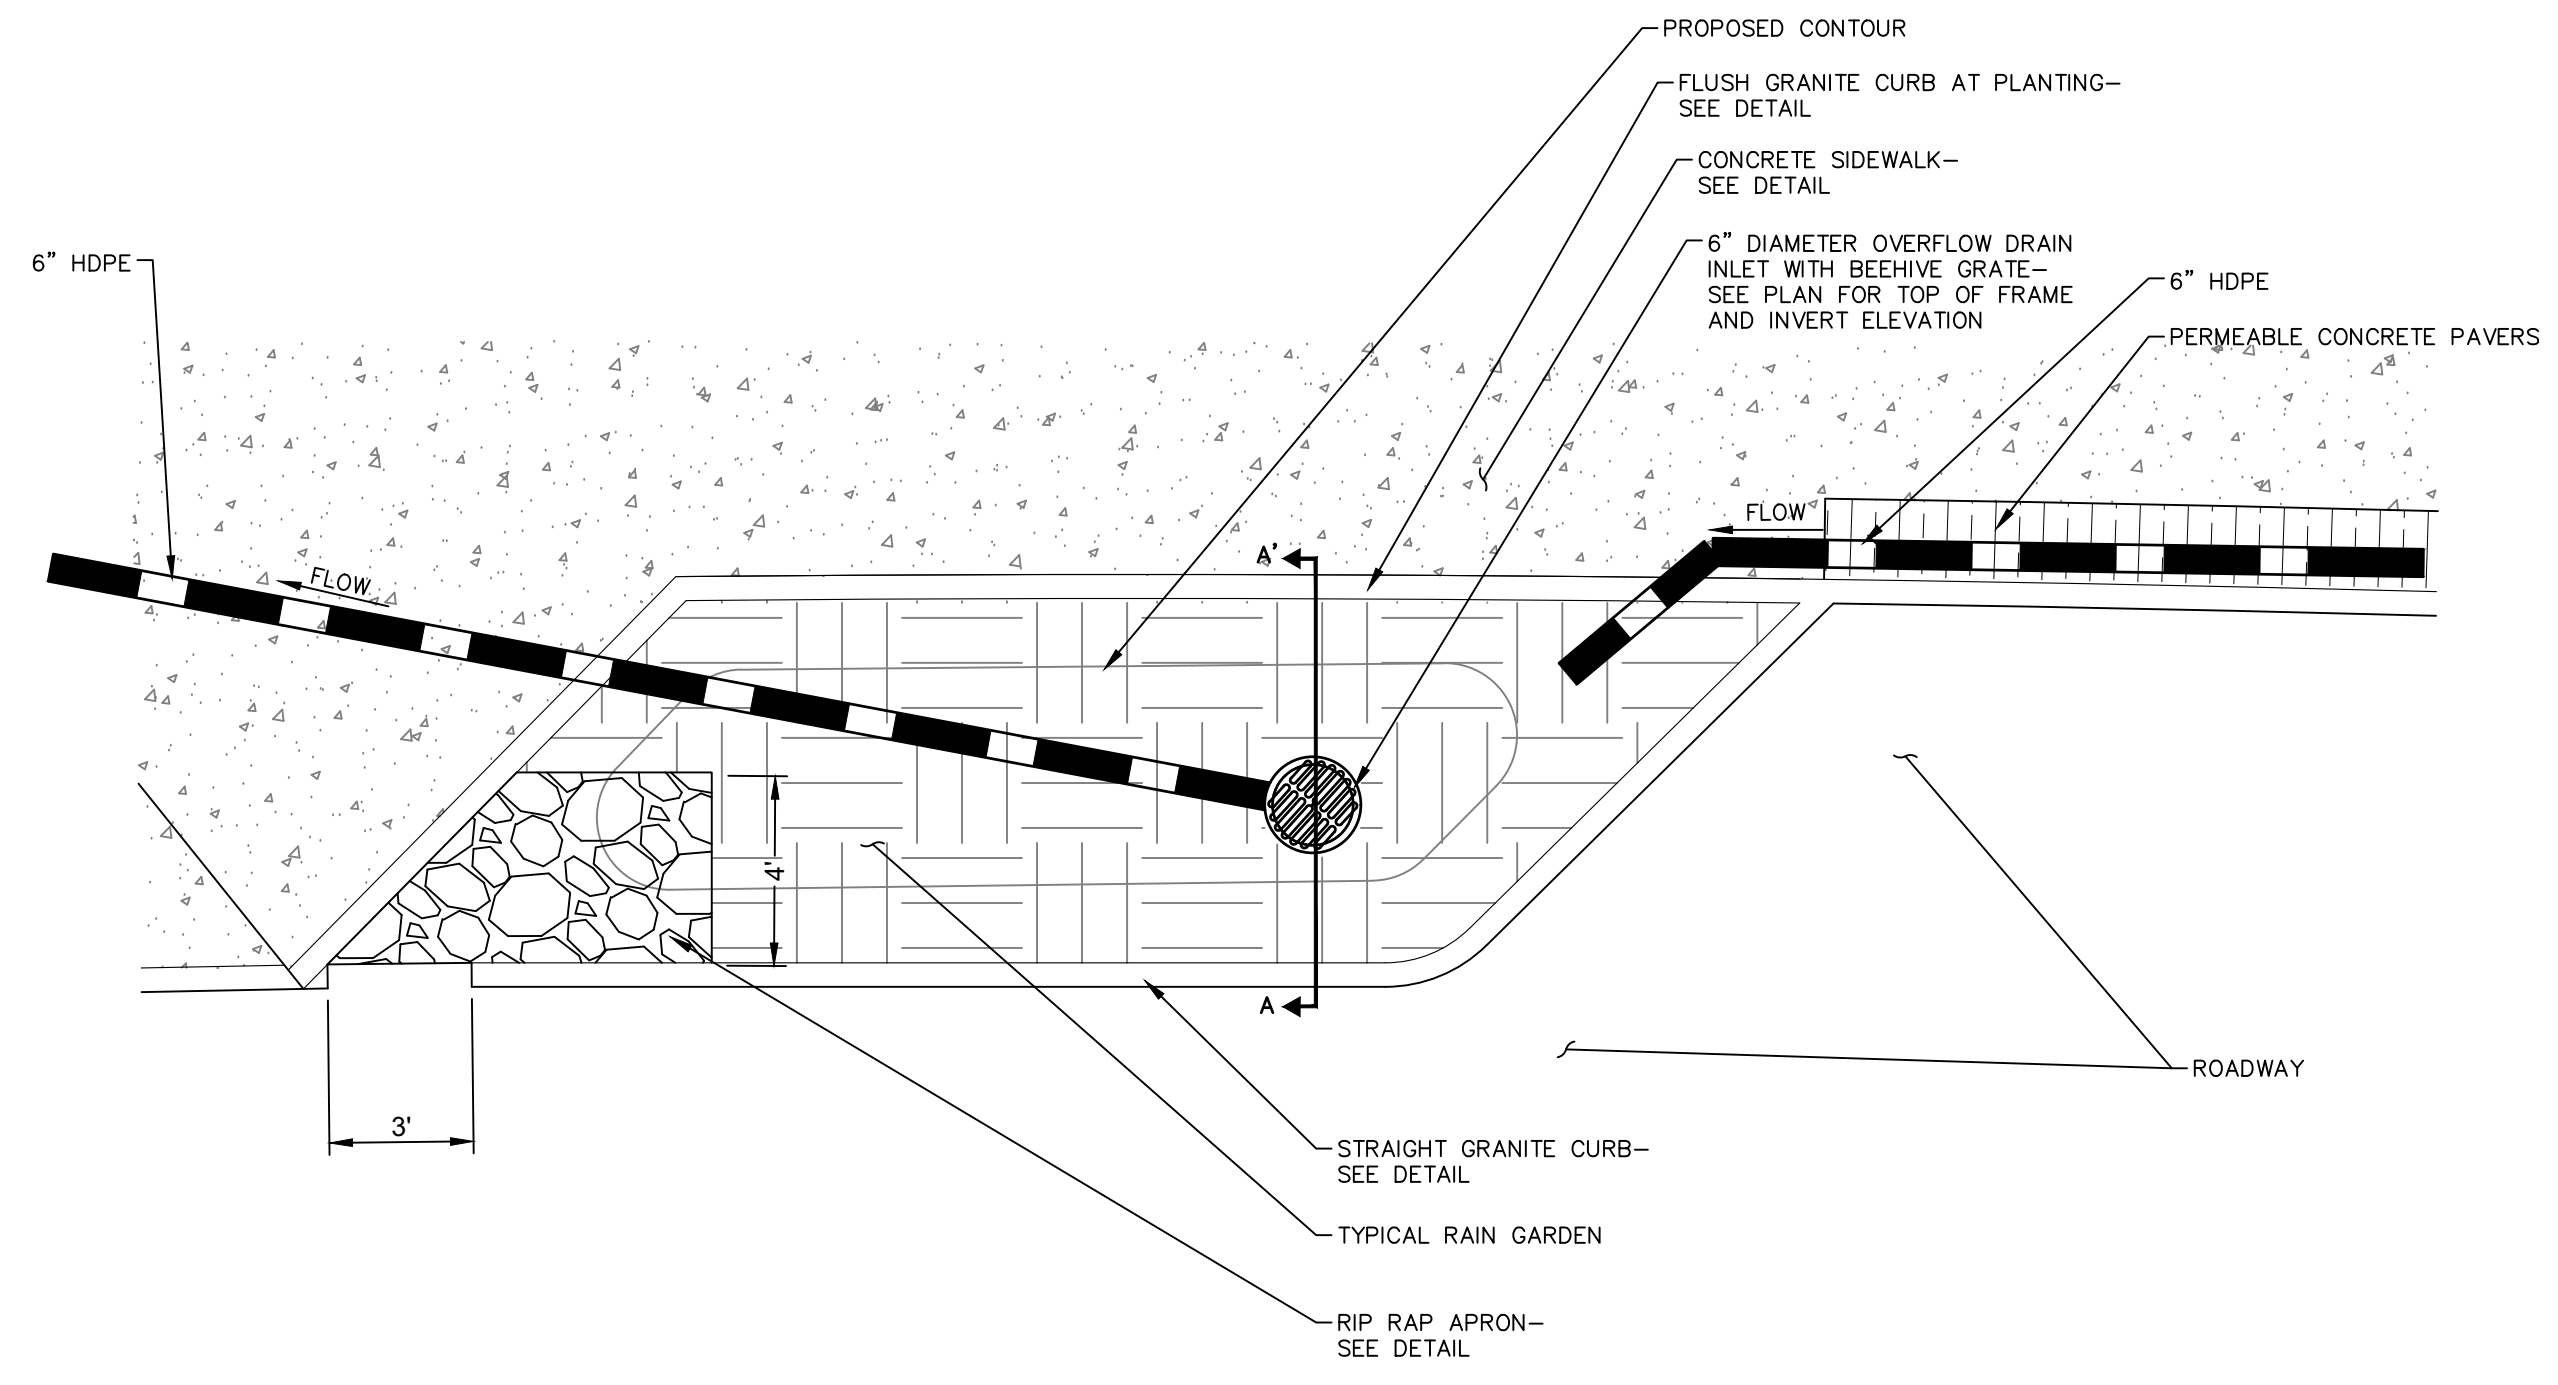 PROPOSED CONTOUR
FLUSH GRANITE CURB AT PLANTING–
SEE DETAIL
CONCRETE SIDEWALK–
SEE DETAIL
6” DIAMETER OVERFLOW DRAIN
INLET WITH BEEHIVE GRATE–
SEE PLAN FOR TOP OF FRAME
AND INVERT ELEVATION
6” HDPE
6” HDPE
PERMEABLE CONCRETE PAVERS
FLOW
A’
FLOW
4'
A
ROADWAY
3'
STRAIGHT GRANITE CURB–
SEE DETAIL
TYPICAL RAIN GARDEN
RIP RAP APRON–
SEE DETAIL